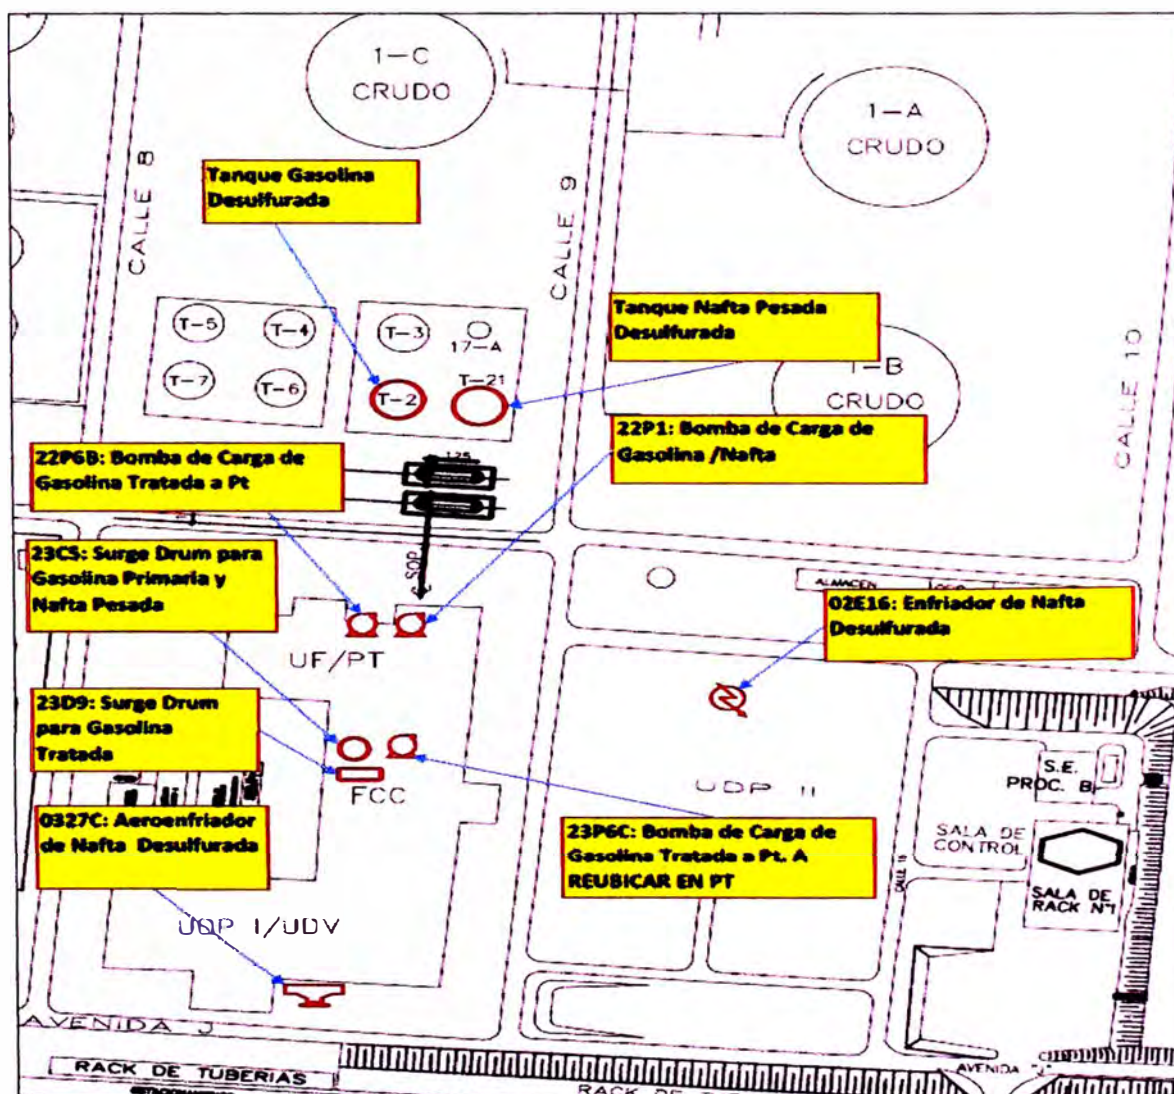 1-C
CRUDO
1-A
CRUDO
CALLE 8
CALLE 9
CALLE 10
Tanque Gasolina
Desulfurada
Tanque Nafta Pesada
Desulfurada
T-5
T-4
T-3
17-A
T-7
T-6
T-2
T-21
1-B
CRUDO
22P6B: Bomba de Carga de
Gasolina Tratada a Pt
22P1: Bomba de Carga de
Gasolina /Nafta
125
23C5: Surge Drum para
Gasolina Primaria y
Nafta Pesada
ALMACEN
02E16: Enfriador de Nafta
Desulfurada
UF/PT
23D9: Surge Drum
para Gasolina
Tratada
FCC
UDP II
S.E.
PROC. B
0327C: Aeroenfriador
de Nafta Desulfurada
23P6C: Bomba de Carga de
Gasolina Tratada a Pt. A
REUBICAR EN PT
SALA DE
CONTROL
SALA DE
RACK Nº1
UDP I/UDV
AVENIDA J
AVENIDA "J"
RACK DE TUBERIAS
RACK DE